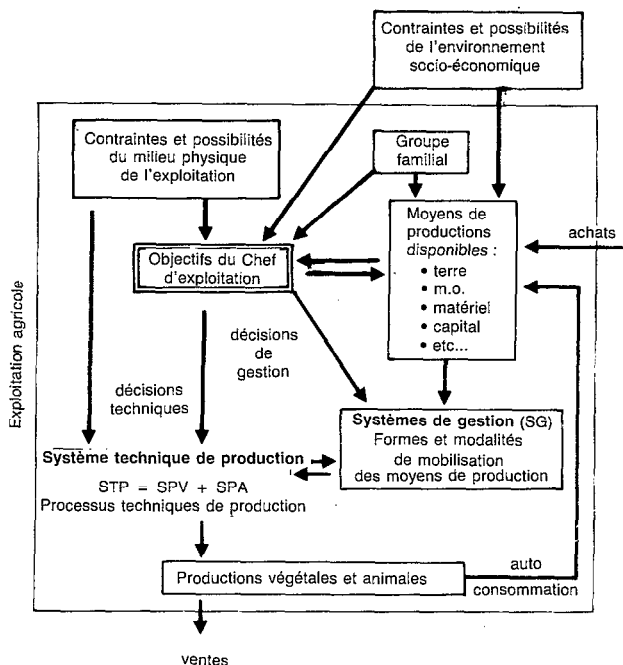 Contraintes et possibilités
de l'environnement
socio-économique
Contraintes et possibilités
du milieu physique
de l'exploitation
Groupe
familial
Moyens de
productions
disponibles :
• terre
• m.o.
• matériel
• capital
• etc...
achats
Objectifs du Chef
d'exploitation
Exploitation agricole
décisions
de
gestion
décisions
techniques
Systèmes de gestion (SG)
Formes et modalités
de mobilisation
des moyens de production
Système technique de production
STP = SPV + SPA
Processus techniques de production
Productions végétales et animales
auto
consommation
ventes